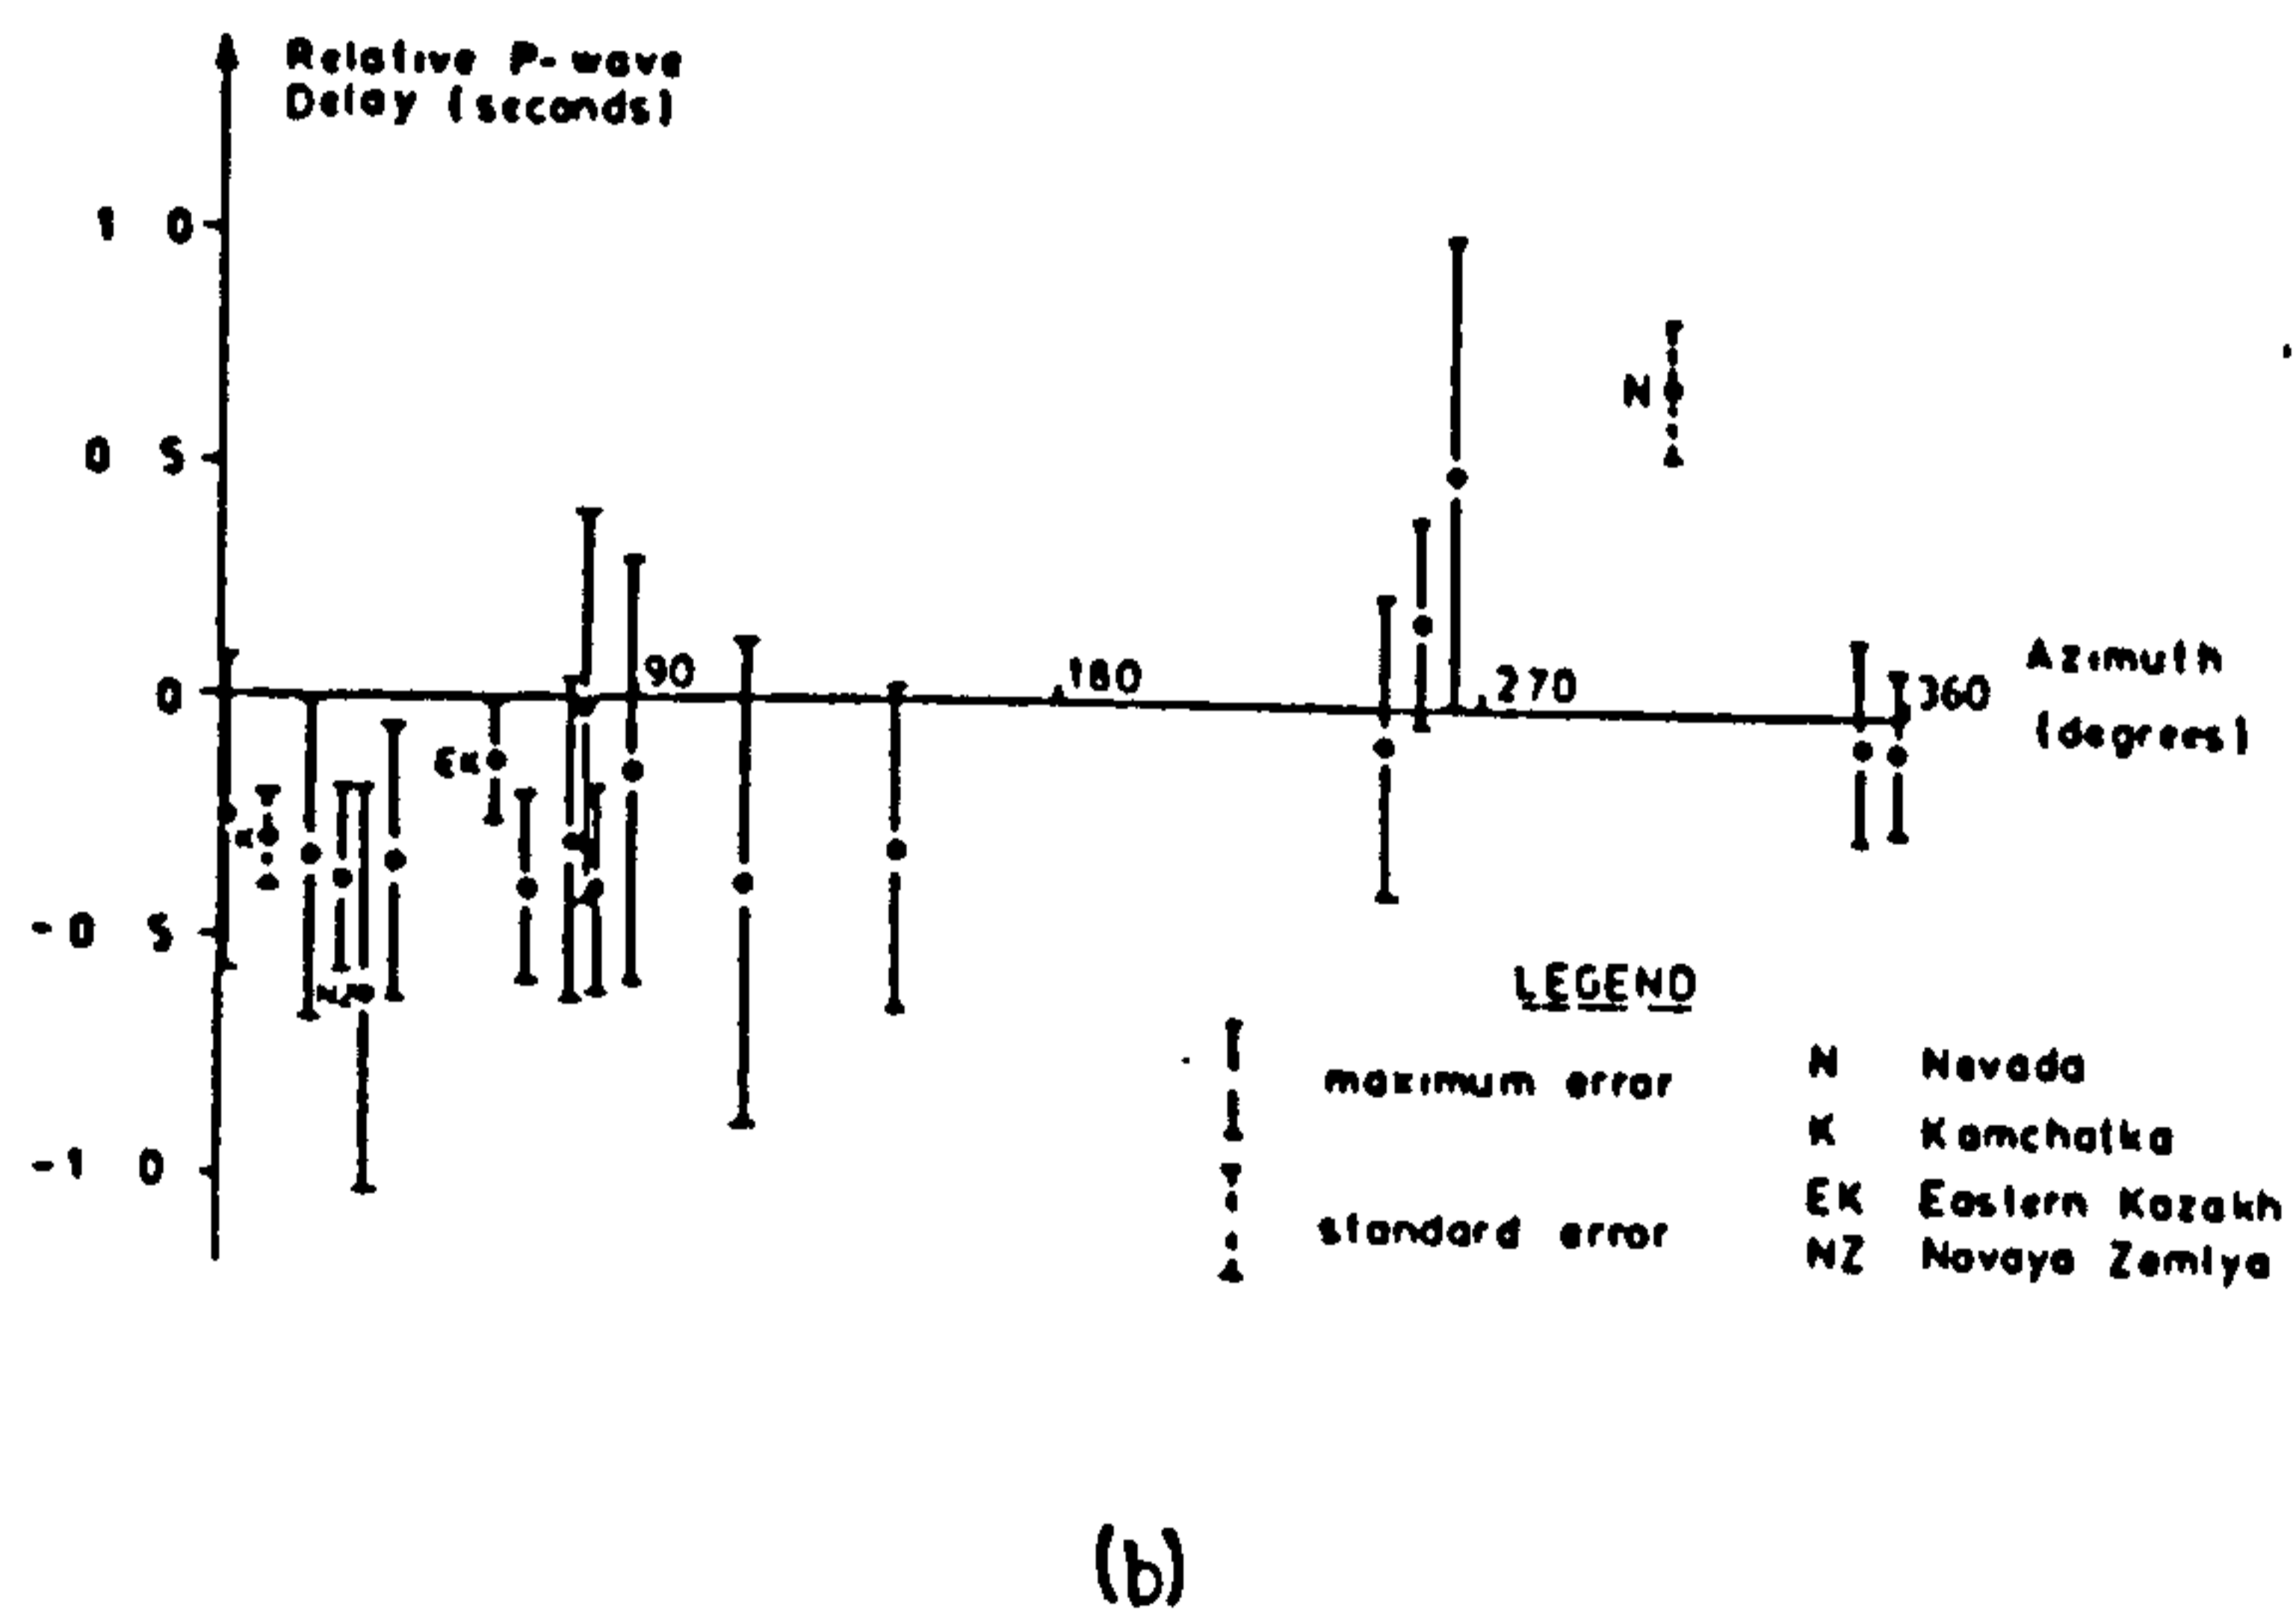 Relative P-wave
Delay (seconds)
1 0
0 5
0
-0 5
-1 0
90
180
270
360
Azimuth
(degrees)
N
EK
K
NZ
LEGEND
maximum error
standard error
N Nevada
K Kamchatka
EK Eastern Kazakh
NZ Novaya Zemlya
(b)